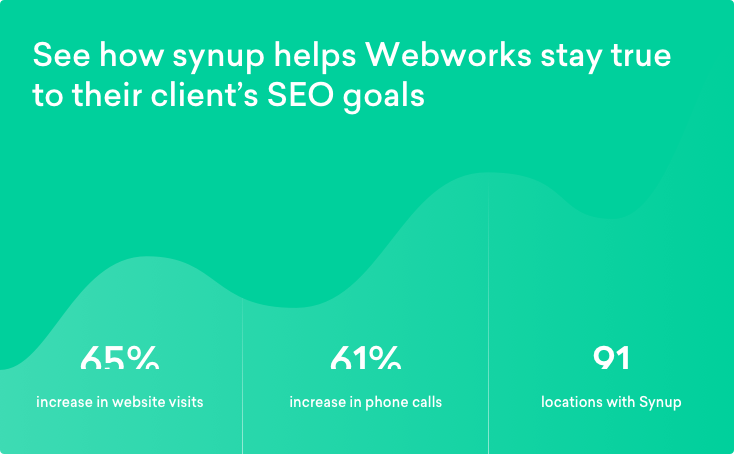 See how synup helps Webworks stay true
to their client's SEO goals
65% 61% 91
increase in website visits increase in phone calls locations with Synup